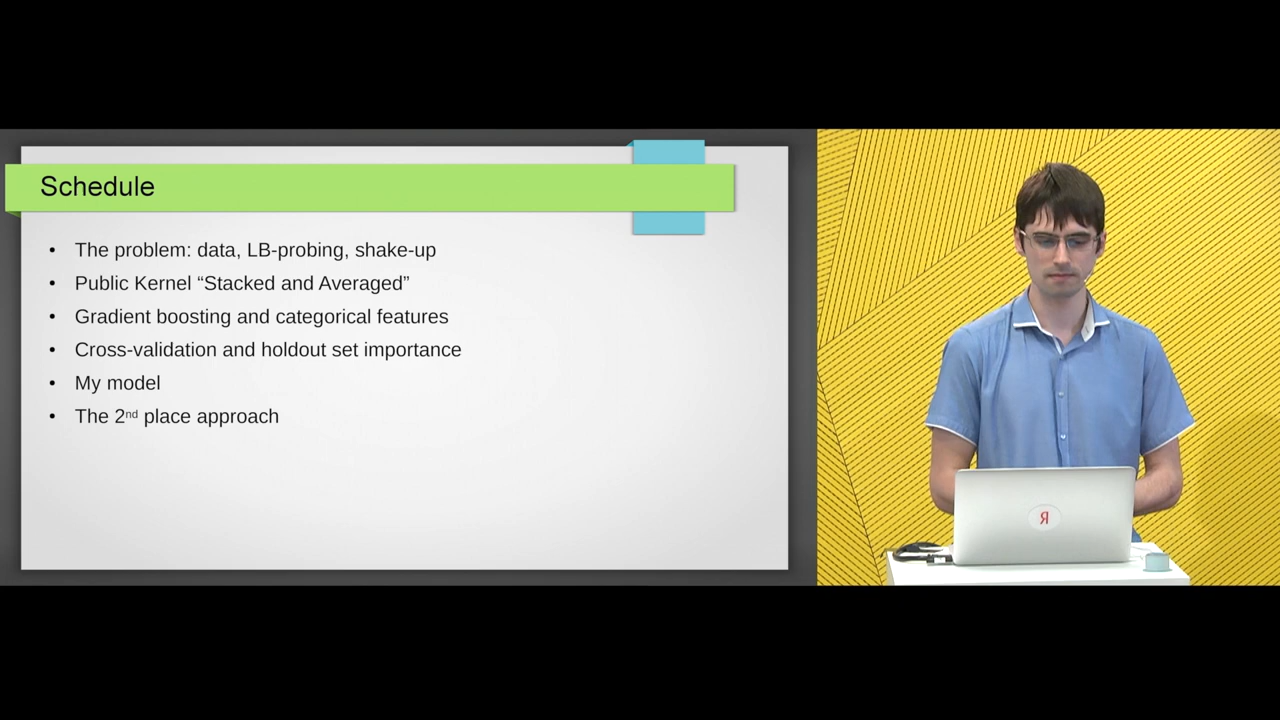 Schedule
• The problem: data, LB-probing, shake-up
• Public Kernel “Stacked and Averaged”
• Gradient boosting and categorical features
• Cross-validation and holdout set importance
• My model
• The 2nd place approach
Я